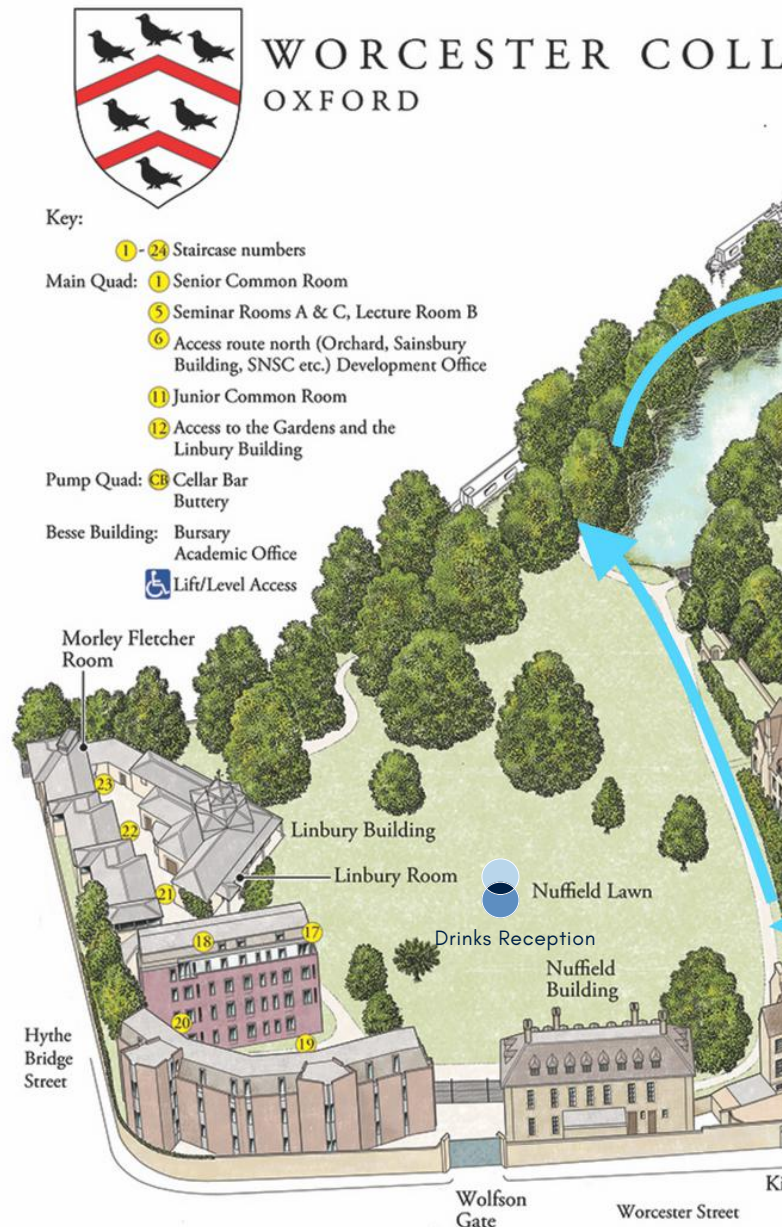 WORCESTER COLL
OXFORD
Key:
1 - 24 Staircase numbers
Main Quad: 1 Senior Common Room
5 Seminar Rooms A & C, Lecture Room B
6 Access route north (Orchard, Sainsbury
Building, SNSC etc.) Development Office
11 Junior Common Room
12 Access to the Gardens and the
Linbury Building
Pump Quad: CB Cellar Bar
Buttery
Besse Building: Bursary
Academic Office
Lift/Level Access
Morley Fletcher
Room
23
22
21
Linbury Building
Linbury Room
Nuffield Lawn
Drinks Reception
18
17
20
19
Nuffield
Building
Hythe
Bridge
Street
Wolfson
Gate
Worcester Street
Ki